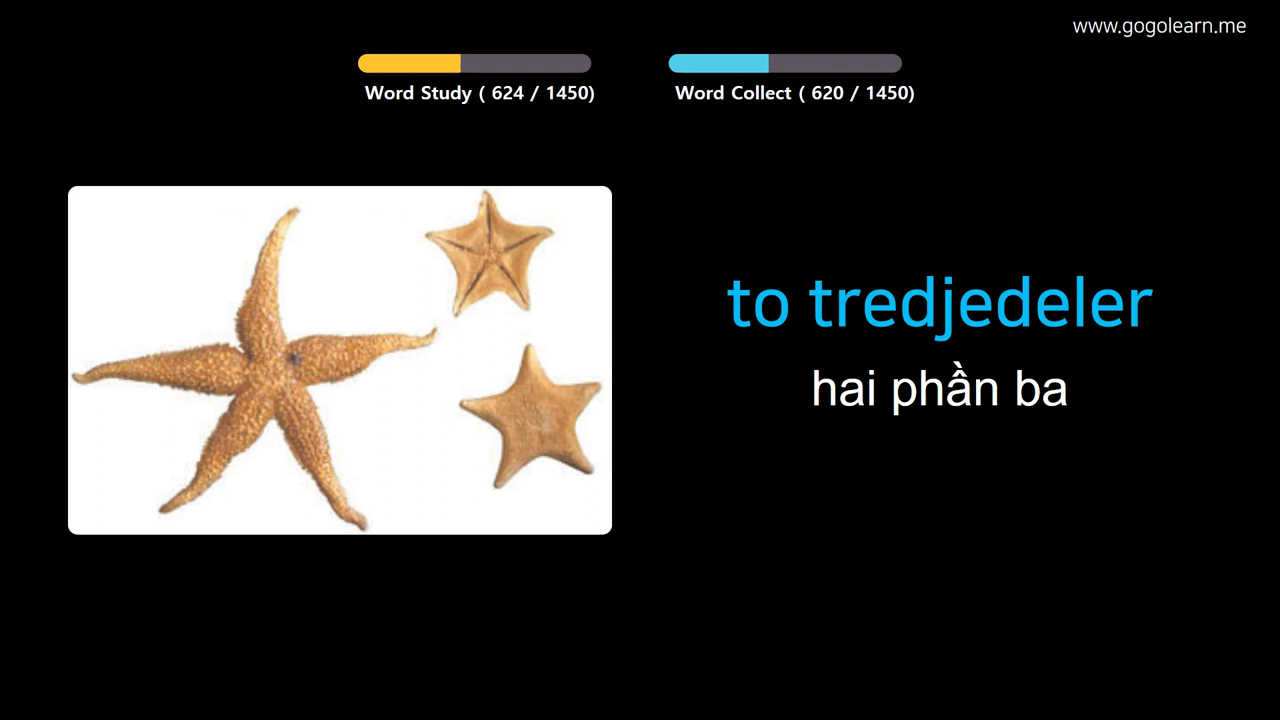 www.gogolearn.me
Word Study ( 624 / 1450)
Word Collect ( 620 / 1450)
to tredjedeler
hai phần ba